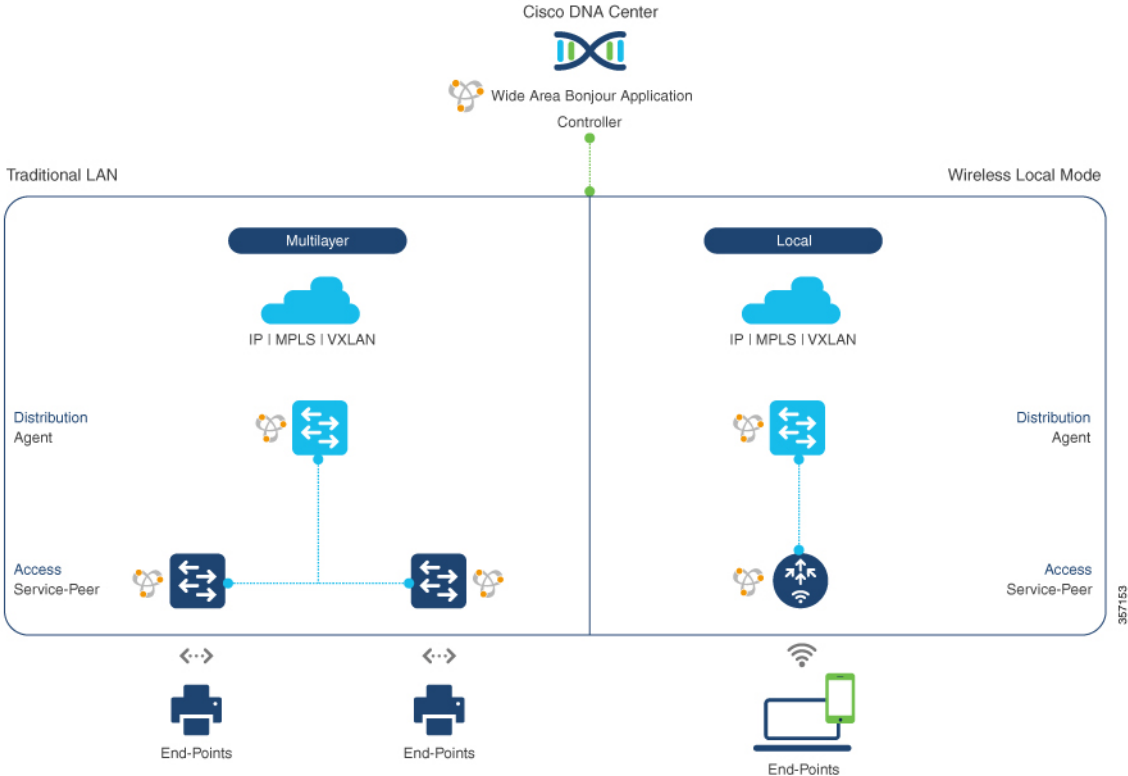 Cisco DNA Center
Wide Area Bonjour Application
Controller
Traditional LAN
Wireless Local Mode
Multilayer
Local
IP | MPLS | VXLAN
IP | MPLS | VXLAN
Distribution
Agent
Distribution
Agent
Access
Service-Peer
Access
Service-Peer
357153
End-Points
End-Points
End-Points